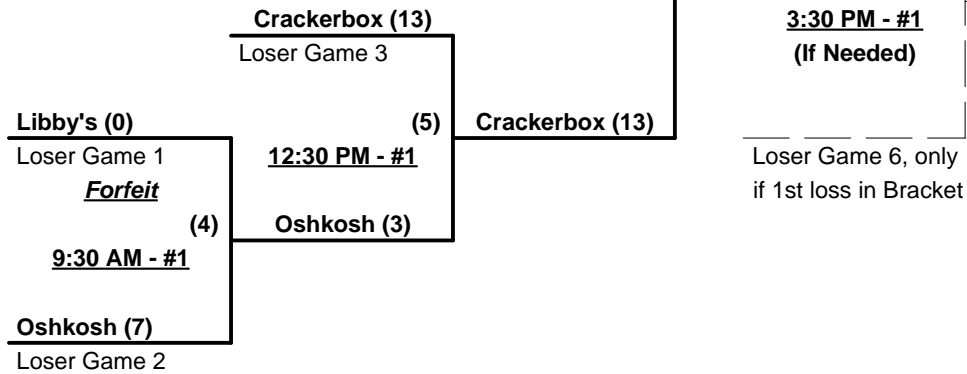 Crackerbox (13)
3:30 PM - #1
Loser Game 3
(If Needed)
Libby's (0)
(5)
Crackerbox (13)
Loser Game 1
12:30 PM - #1
Loser Game 6, only
if 1st loss in Bracket
Forfeit
(4)
Oshkosh (3)
9:30 AM - #1
Oshkosh (7)
Loser Game 2